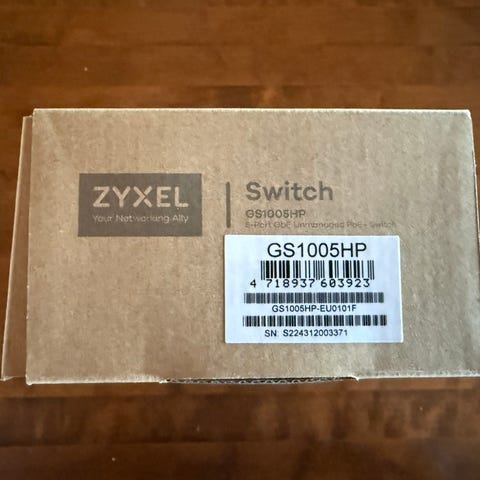 ZYXEL
Your Networking Ally
Switch
GS1005HP
5-Port GbE Unmanaged PoE+ Switch
GS1005HP
4 718937 603923
GS1005HP-EU0101F
SN: S224312003371